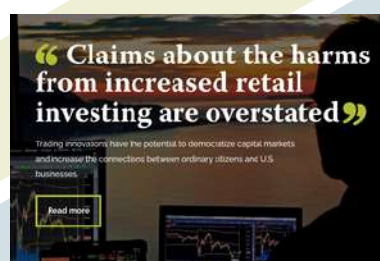 “ Claims about the harms
from increased retail
investing are overstated”
Trading innovations have the potential to democratize capital markets
and increase the connections between ordinary citizens and U.S.
businesses.
Read more